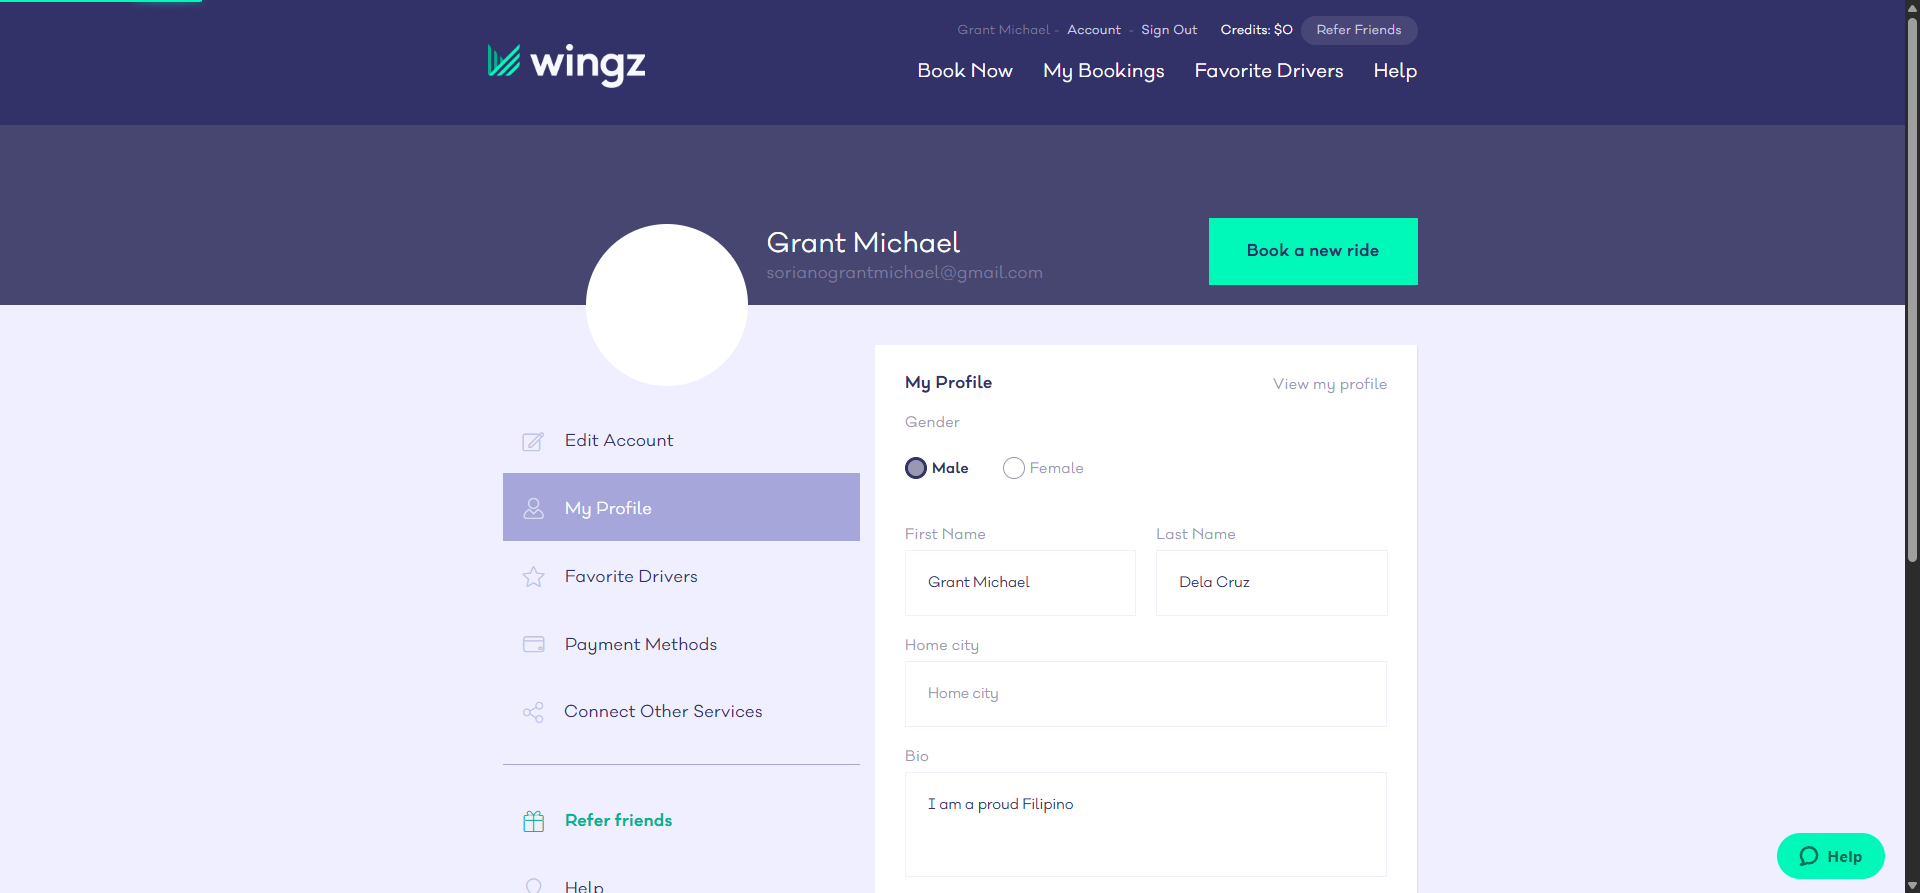 Grant Michael - Account - Sign Out Credits: $0 Refer Friends
wingz
Book Now My Bookings Favorite Drivers Help
Grant Michael
sorianograntmichael@gmail.com
Book a new ride
Edit Account
My Profile
Favorite Drivers
Payment Methods
Connect Other Services
Refer friends
Help
My Profile
View my profile
Gender
Male Female
First Name Last Name
Grant Michael Dela Cruz
Home city
Home city
Bio
I am a proud Filipino
Help